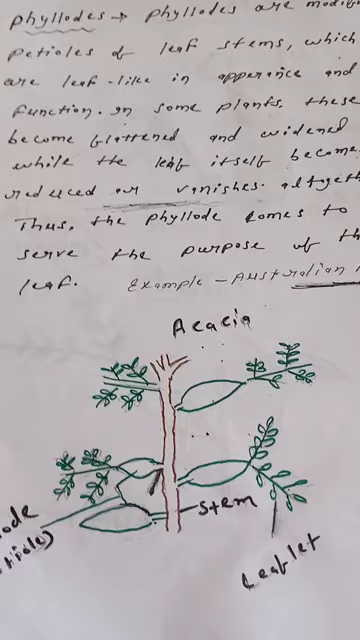 phyllodes → phyllodes are modifi
petioles of leaf stems, which
are leaf-like in apperance and
function. In some plants, these
become flattened and widened
while the leaf itself become
reduced or vanishes. altogeth
Thus, the phyllode comes to
serve the purpose of th
leaf. Example - Australian
Acacia
Stem
ode
tiole)
Leaflet